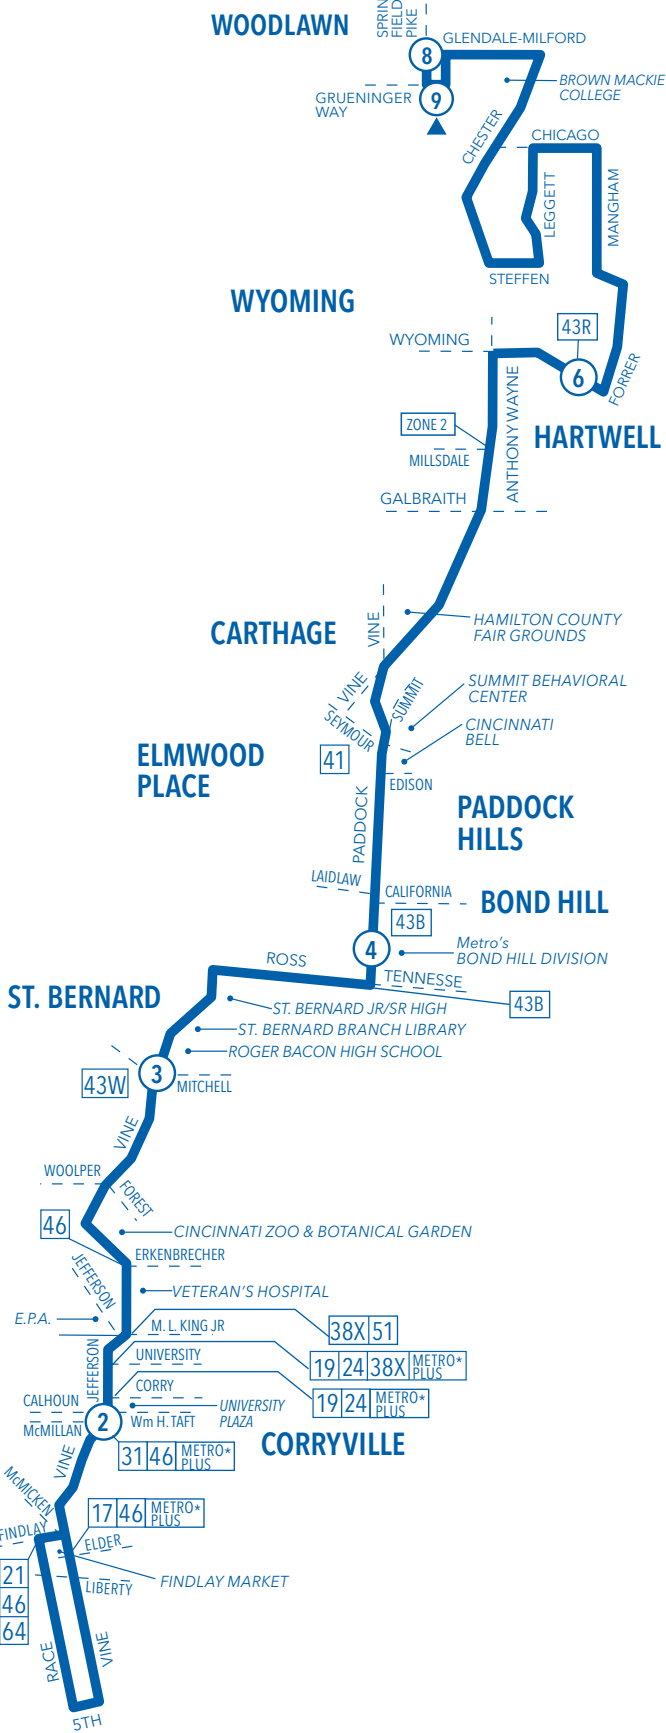 WOODLAWN
SPRIN
FIELD
PIKE
GLENDALE-MILFORD
8
BROWN MACKIE
COLLEGE
GRUENINGER
WAY
9
CHESTER
CHICAGO
LEGGETT
MANGHAM
STEFFEN
WYOMING
43R
WYOMING
6
FORRER
ANTHONY WAYNE
ZONE 2
HARTWELL
MILLSDALE
GALBRAITH
CARTHAGE
VINE
HAMILTON COUNTY
FAIR GROUNDS
VINE
SUMMIT
SUMMIT BEHAVIORAL
CENTER
SEYMOUR
CINCINNATI
BELL
ELMWOOD
PLACE
41
EDISON
PADDOCK
PADDOCK
HILLS
LAIDLAW
CALIFORNIA
BOND HILL
43B
4
Metro's
BOND HILL DIVISION
ROSS
TENNESSE
ST. BERNARD
43B
ST. BERNARD JR/SR HIGH
ST. BERNARD BRANCH LIBRARY
ROGER BACON HIGH SCHOOL
3
43W
MITCHELL
VINE
WOOLPER
FOREST
46
CINCINNATI ZOO & BOTANICAL GARDEN
ERKENBRECHER
JEFFERSON
VETERAN'S HOSPITAL
E.P.A.
M. L. KING JR
38X 51
JEFFERSON
UNIVERSITY
19 24 38X METRO*
PLUS
CORRY
19 24 METRO*
PLUS
CALHOUN
UNIVERSITY
PLAZA
McMILLAN
2
Wm H. TAFT
CORRYVILLE
VINE
31 46 METRO*
PLUS
McMICKEN
17 46 METRO*
PLUS
FINDLAY
ELDER
21
46
64
FINDLAY MARKET
LIBERTY
RACE
VINE
5TH